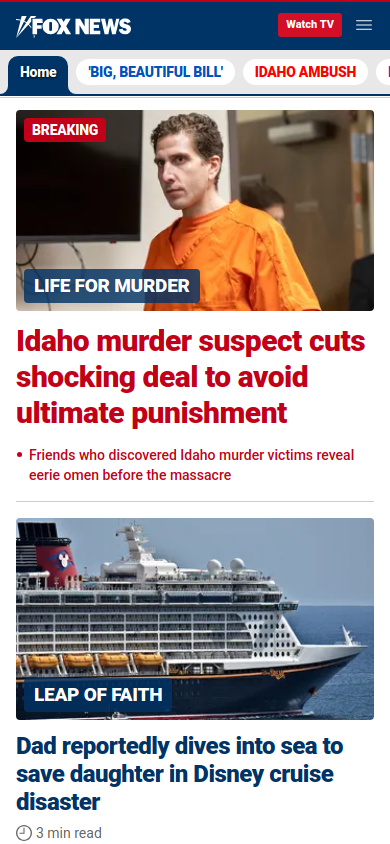 FOX NEWS
Watch TV
Home
'BIG, BEAUTIFUL BILL'
IDAHO AMBUSH
BREAKING
LIFE FOR MURDER
Idaho murder suspect cuts
shocking deal to avoid
ultimate punishment
• Friends who discovered Idaho murder victims reveal
eerie omen before the massacre
LEAP OF FAITH
Dad reportedly dives into sea to
save daughter in Disney cruise
disaster
3 min read